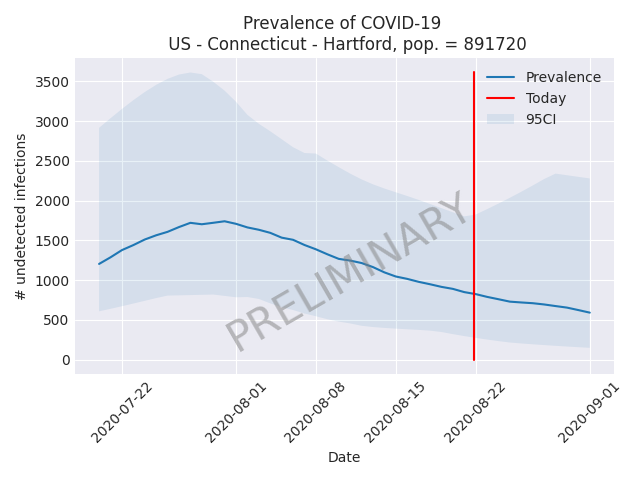 Prevalence of COVID-19
US - Connecticut - Hartford, pop. = 891720
# undetected infections
3500
3000
2500
2000
1500
1000
500
0
Prevalence
Today
95CI
PRELIMINARY
2020-07-22
2020-08-01
2020-08-08
2020-08-15
2020-08-22
2020-09-01
Date